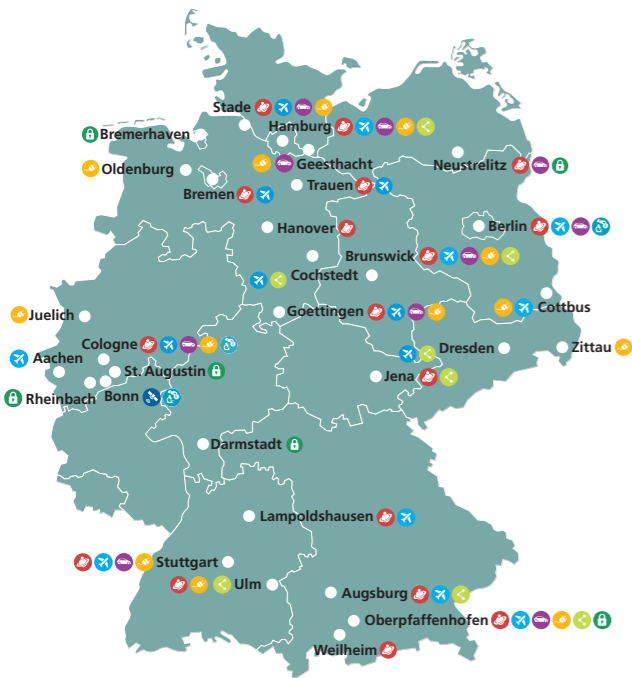 Stade
Hamburg
Bremerhaven
Neustrelitz
Geesthacht
Oldenburg
Trauen
Bremen
Hanover
Berlin
Brunswick
Cochstedt
Cottbus
Goettingen
Juelich
Cologne
Dresden
Zittau
Aachen
St. Augustin
Jena
Rheinbach
Bonn
Darmstadt
Lampoldshausen
Stuttgart
Ulm
Augsburg
Oberpfaffenhofen
Weilheim